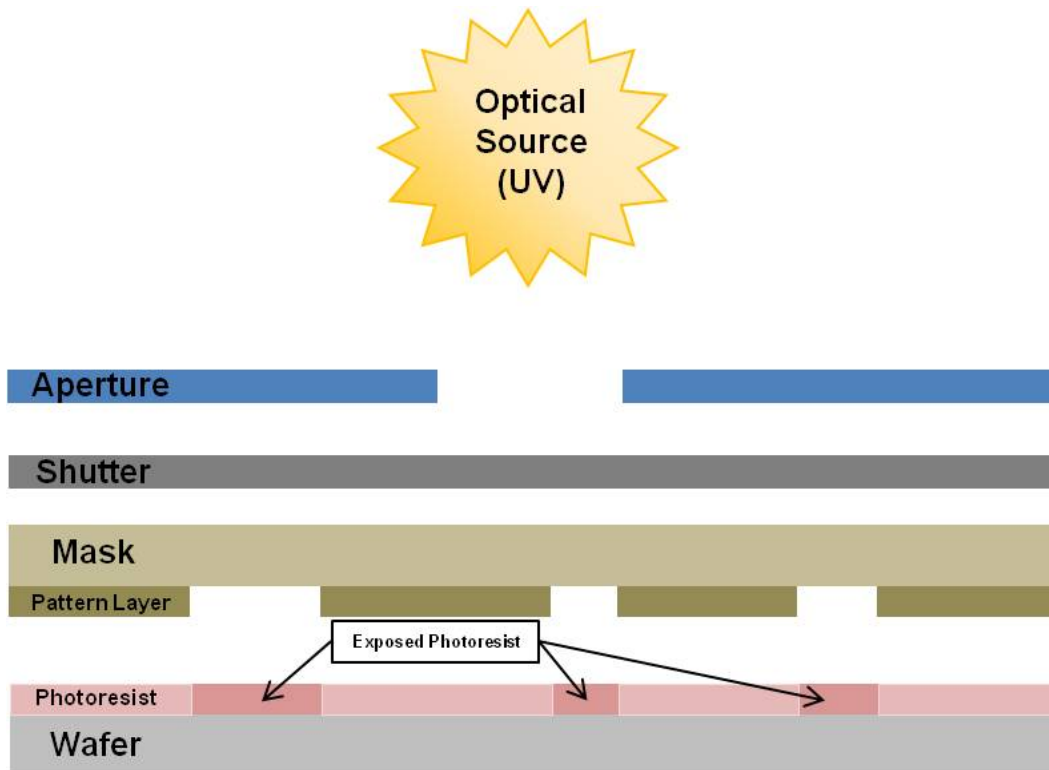 Optical
Source
(UV)
Aperture
Shutter
Mask
Pattern Layer
Exposed Photoresist
Photoresist
Wafer